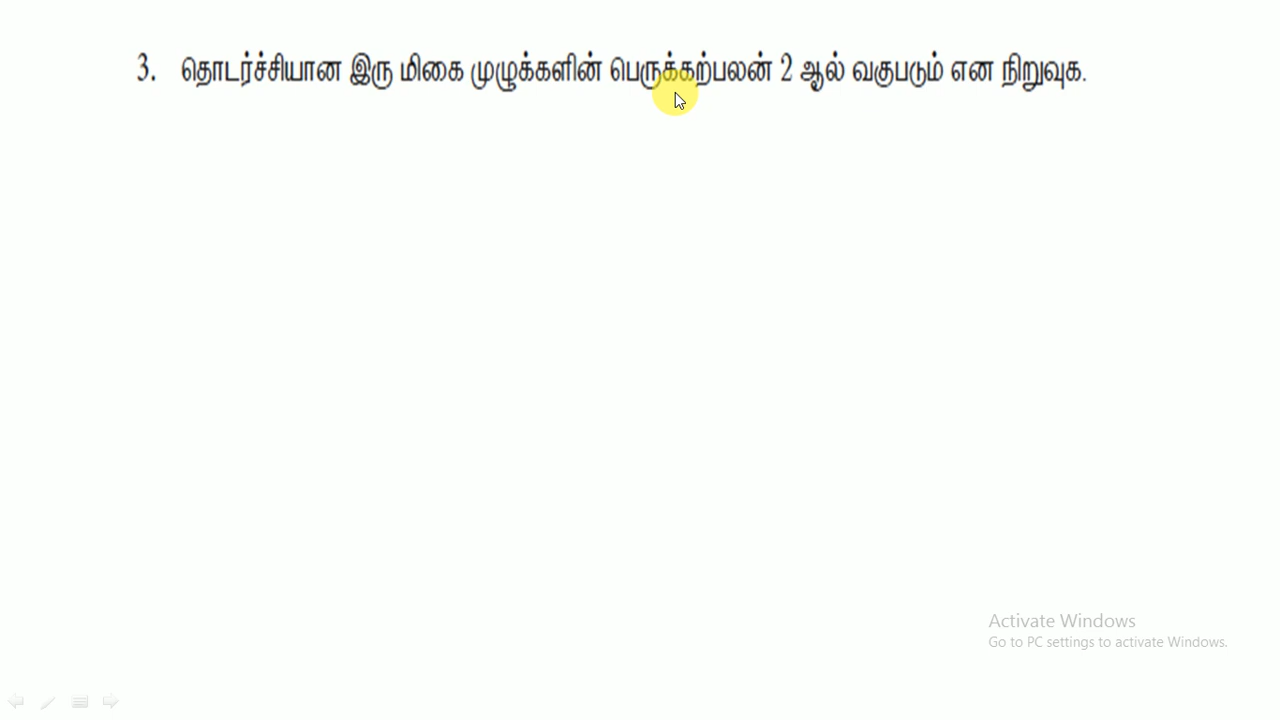 3. தொடர்ச்சியான இரு மிகை முழுக்களின் பெருக்கற்பலன் 2 ஆல் வகுபடும் என நிறுவுக.
Activate Windows
Go to PC settings to activate Windows.